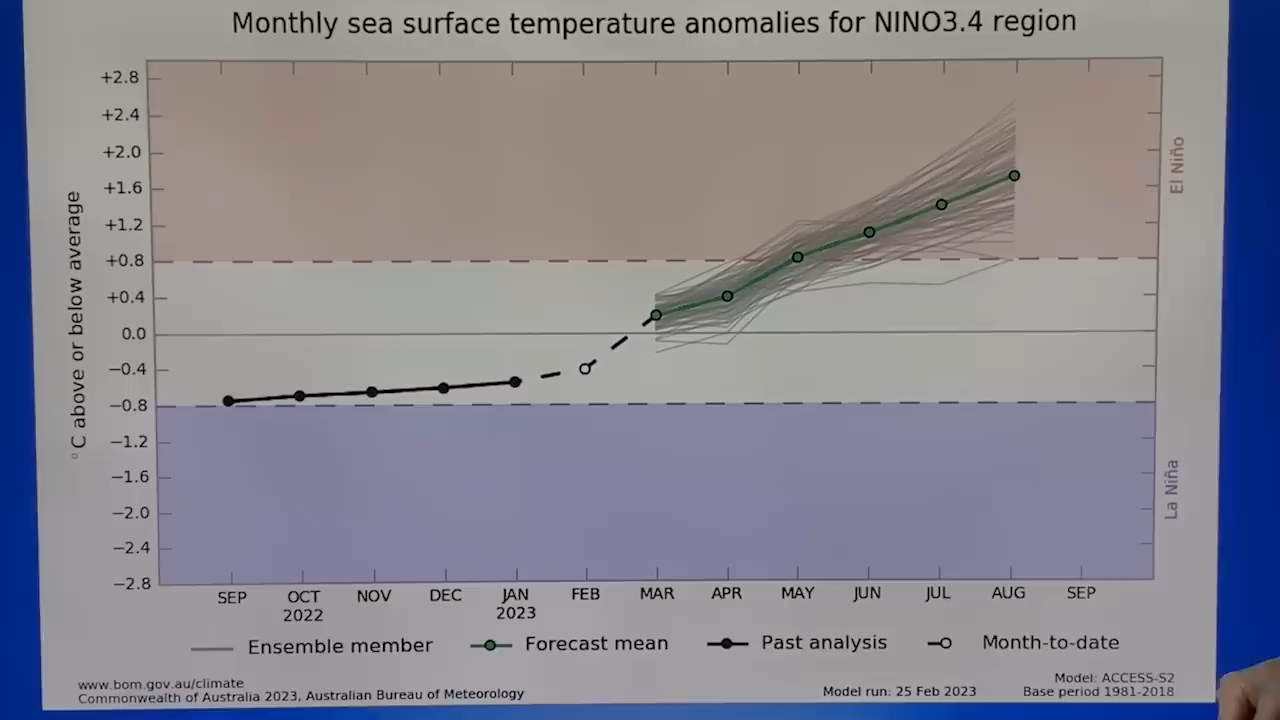 Monthly sea surface temperature anomalies for NINO3.4 region
°C above or below average
+2.8
+2.4
+2.0
+1.6
+1.2
+0.8
+0.4
0.0
−0.4
−0.8
−1.2
−1.6
−2.0
−2.4
−2.8
El Niño
La Niña
SEP OCT NOV DEC JAN FEB MAR APR MAY JUN JUL AUG SEP
2022 2023
Ensemble member Forecast mean Past analysis Month-to-date
www.bom.gov.au/climate
Commonwealth of Australia 2023, Australian Bureau of Meteorology
Model run: 25 Feb 2023
Model: ACCESS-S2
Base period 1981-2018